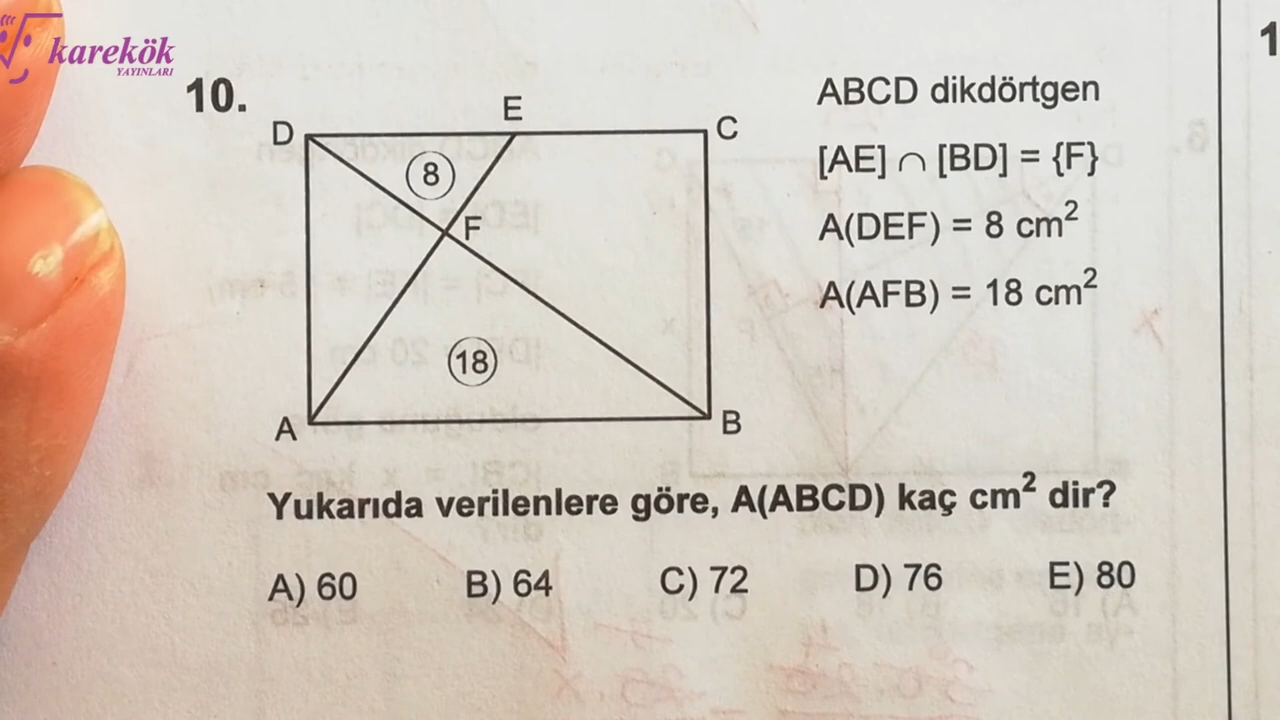 karekök
YAYINLARI
10.
D
E
C
8
F
18
A
B
ABCD dikdörtgen
[AE] ∩ [BD] = {F}
A(DEF) = 8 cm²
A(AFB) = 18 cm²
Yukarıda verilenlere göre, A(ABCD) kaç cm² dir?
A) 60 B) 64 C) 72 D) 76 E) 80
1